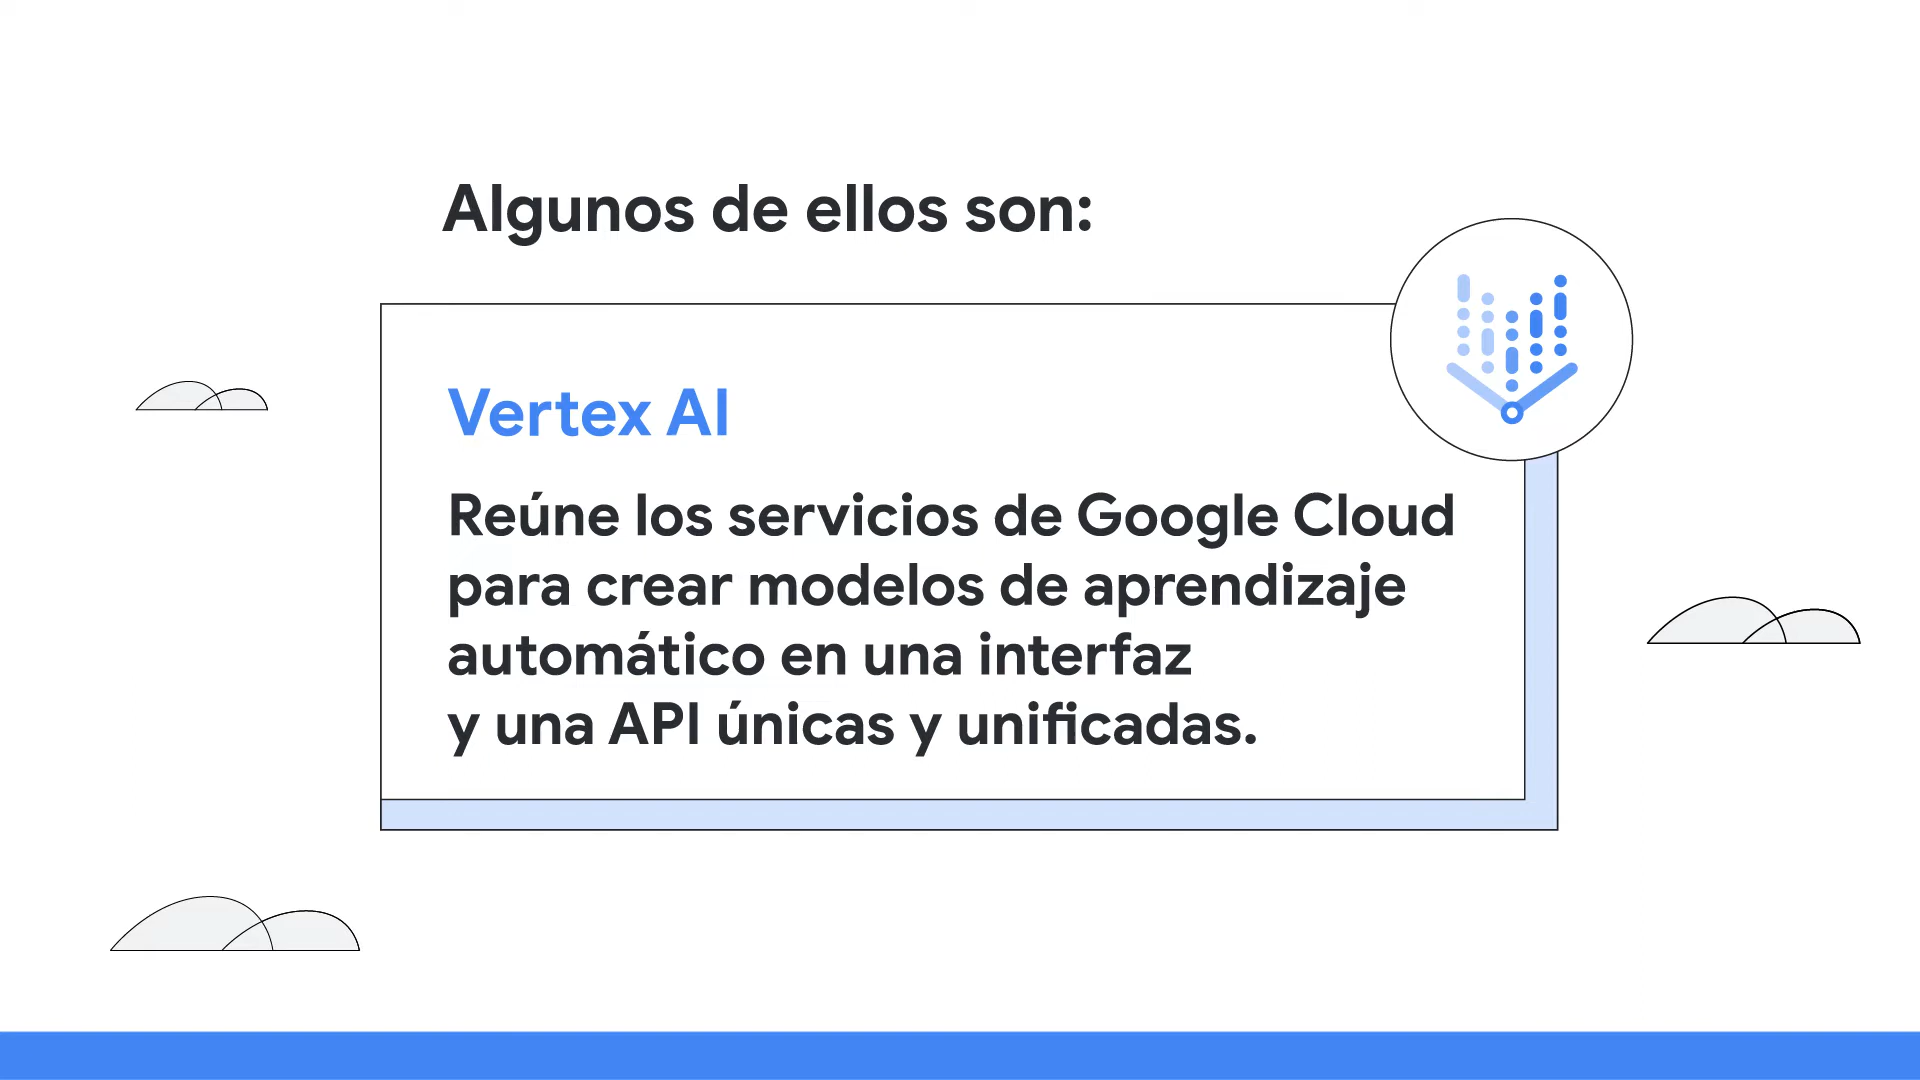 Algunos de ellos son:
Vertex AI
Reúne los servicios de Google Cloud
para crear modelos de aprendizaje
automático en una interfaz
y una API únicas y unificadas.